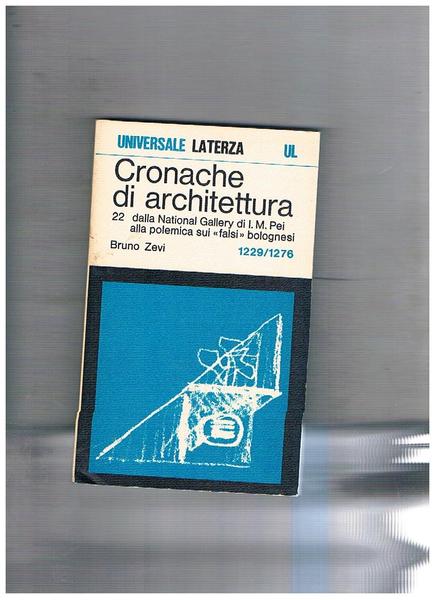 UNIVERSALE LATERZA UL
Cronache
di architettura
22 dalla National Gallery di I. M. Pei
alla polemica sui «falsi» bolognesi
Bruno Zevi 1229/1276